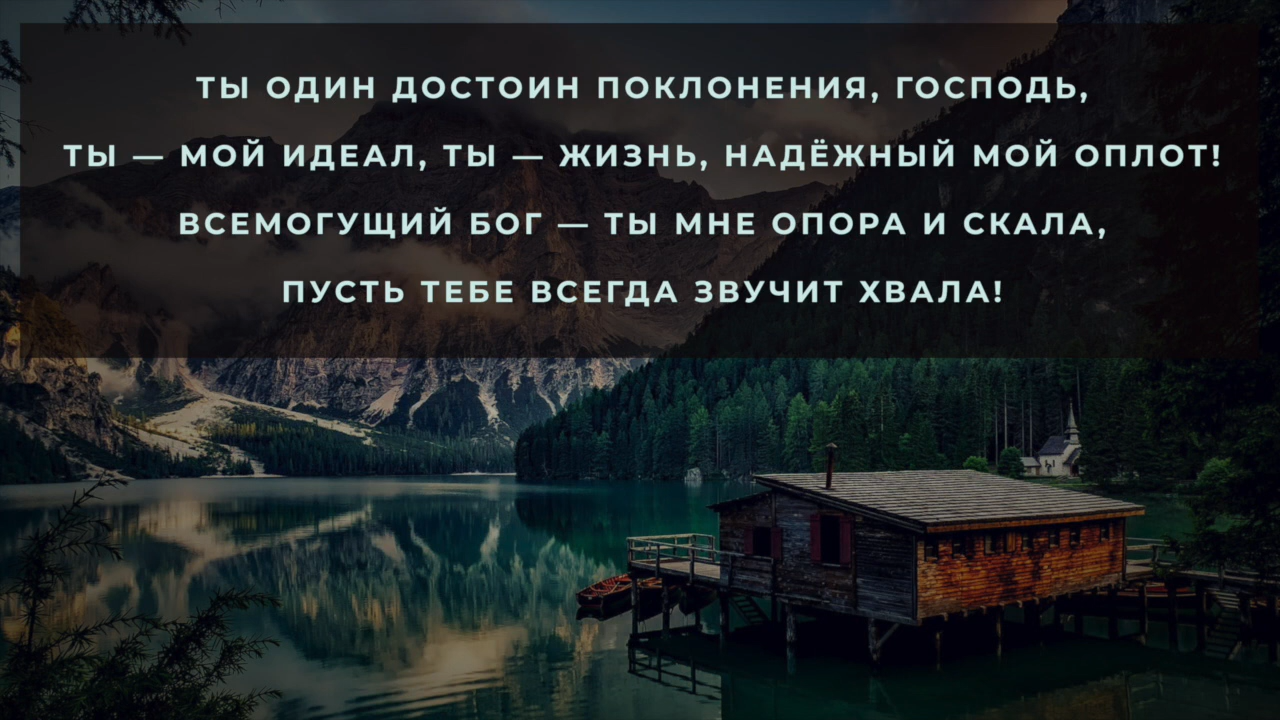 ТЫ ОДИН ДОСТОИН ПОКЛОНЕНИЯ, ГОСПОДЬ,
ТЫ — МОЙ ИДЕАЛ, ТЫ — ЖИЗНЬ, НАДЁЖНЫЙ МОЙ ОПЛОТ!
ВСЕМОГУЩИЙ БОГ — ТЫ МНЕ ОПОРА И СКАЛА,
ПУСТЬ ТЕБЕ ВСЕГДА ЗВУЧИТ ХВАЛА!